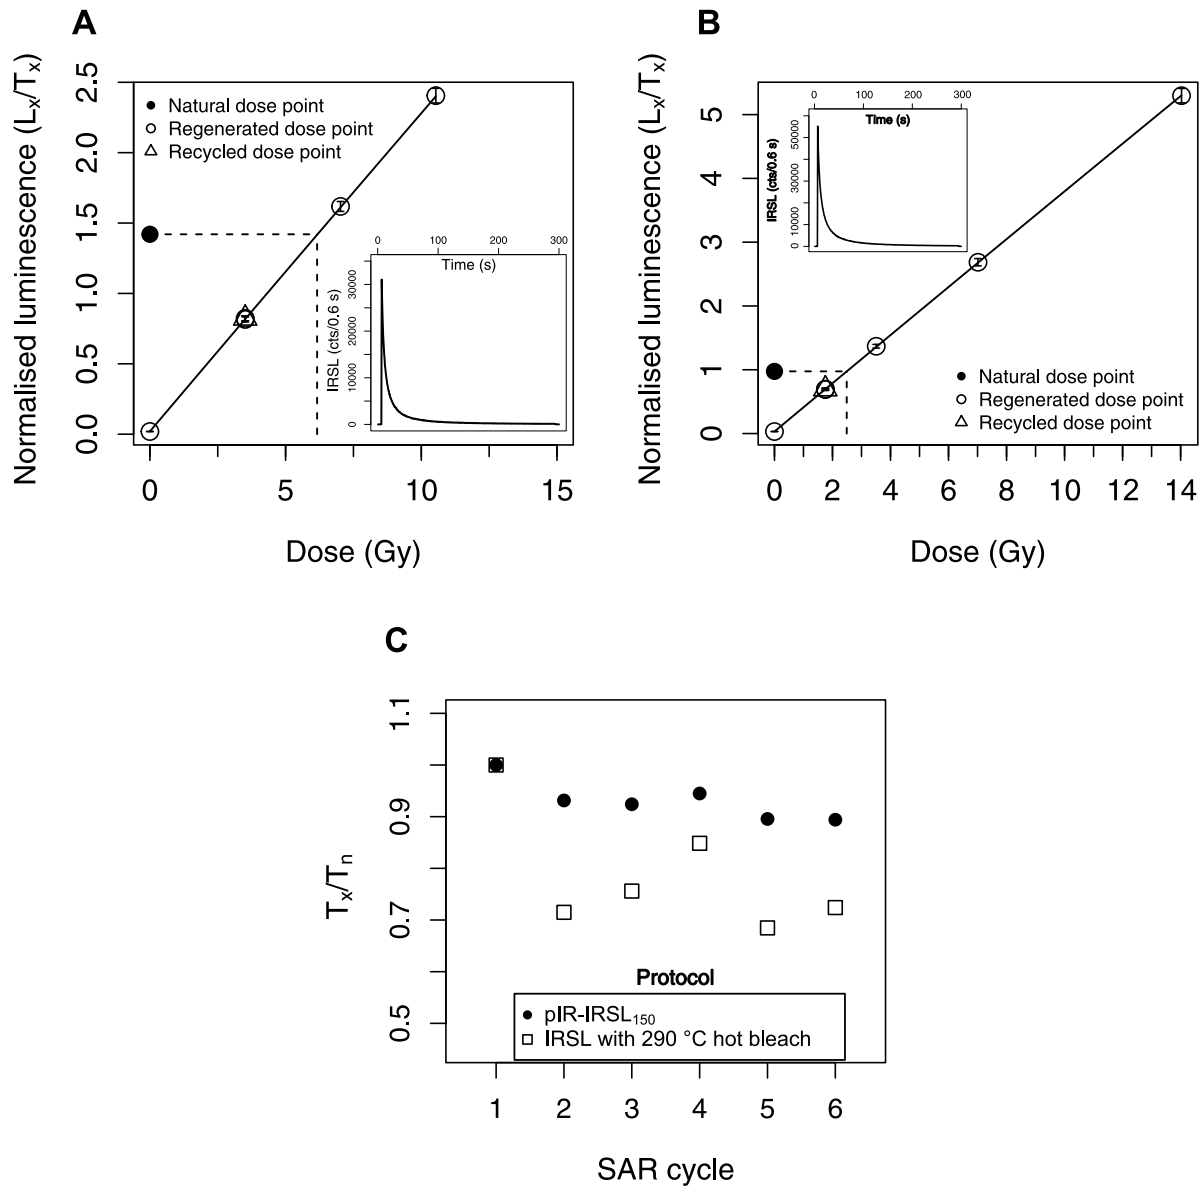 A
Normalised luminescence (Lx/Tx)
0.0 0.5 1.0 1.5 2.0 2.5
Natural dose point
Regenerated dose point
Recycled dose point
0 100 300
Time (s)
IRSL (cts/0.6 s)
0 10000 20000 30000
0 5 10 15
Dose (Gy)
B
Normalised luminescence (Lx/Tx)
0 1 2 3 4 5
0 100 300
Time (s)
IRSL (cts/0.6 s)
0 10000 30000 50000
Natural dose point
Regenerated dose point
Recycled dose point
0 2 4 6 8 10 12 14
Dose (Gy)
C
Tx/Tn
0.5 0.7 0.9 1.1
Protocol
pIR-IRSL150
IRSL with 290 °C hot bleach
1 2 3 4 5 6
SAR cycle